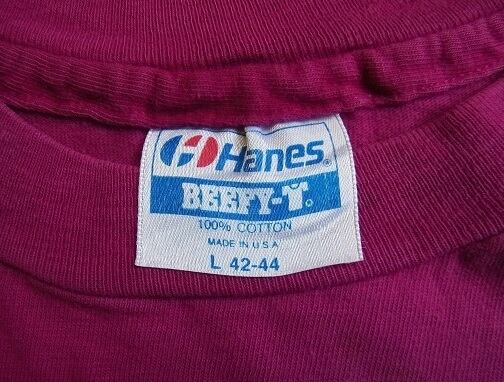 Hanes®
BEEFY-T®
100% COTTON
MADE IN U.S.A
L 42-44